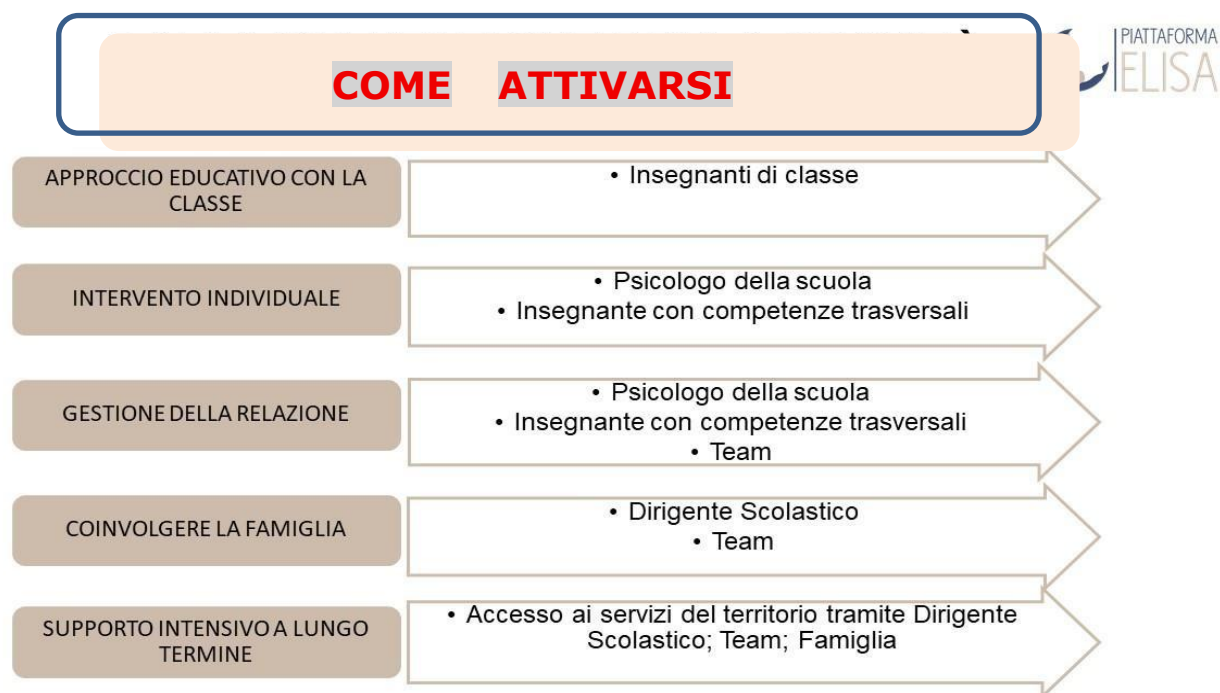 COME ATTIVARSI
PIATTAFORMA
ELISA
APPROCCIO EDUCATIVO CON LA
CLASSE
• Insegnanti di classe
INTERVENTO INDIVIDUALE
• Psicologo della scuola
• Insegnante con competenze trasversali
GESTIONE DELLA RELAZIONE
• Psicologo della scuola
• Insegnante con competenze trasversali
• Team
COINVOLGERE LA FAMIGLIA
• Dirigente Scolastico
• Team
SUPPORTO INTENSIVO A LUNGO
TERMINE
• Accesso ai servizi del territorio tramite Dirigente
Scolastico; Team; Famiglia